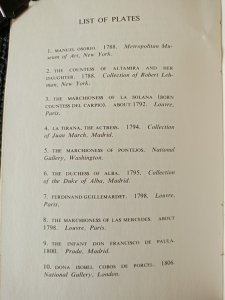 LIST OF PLATES
1. MANUEL OSORIO. 1788. Metropolitan Mu-
seum of Art, New York.
2. THE COUNTESS OF ALTAMIRA AND HER
DAUGHTER. 1788. Collection of Robert Leh-
man, New York.
3. THE MARCHIONESS OF LA SOLANA (BORN
COUNTESS DEL CARPIO). ABOUT 1792. Louvre,
Paris.
4. LA TIRANA, THE ACTRESS. 1794. Collection
of Juan March, Madrid.
5. THE MARCHIONESS OF PONTEJOS. National
Gallery, Washington.
6. THE DUCHESS OF ALBA. 1795. Collection
of the Duke of Alba, Madrid.
7. FERDINAND GUILLEMARDET. 1798. Louvre,
Paris.
8. THE MARCHIONESS OF LAS MERCEDES. ABOUT
1798. Louvre, Paris.
9. THE INFANT DON FRANCISCO DE PAULA.
1800. Prado, Madrid.
10. DONA ISOBEL COBOS DE PORCEL. 1806.
National Gallery, London.